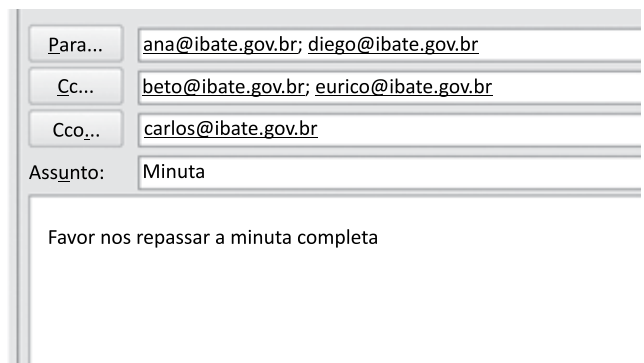 Para... ana@ibate.gov.br; diego@ibate.gov.br
Cc... beto@ibate.gov.br; eurico@ibate.gov.br
Cco... carlos@ibate.gov.br
Assunto: Minuta
Favor nos repassar a minuta completa